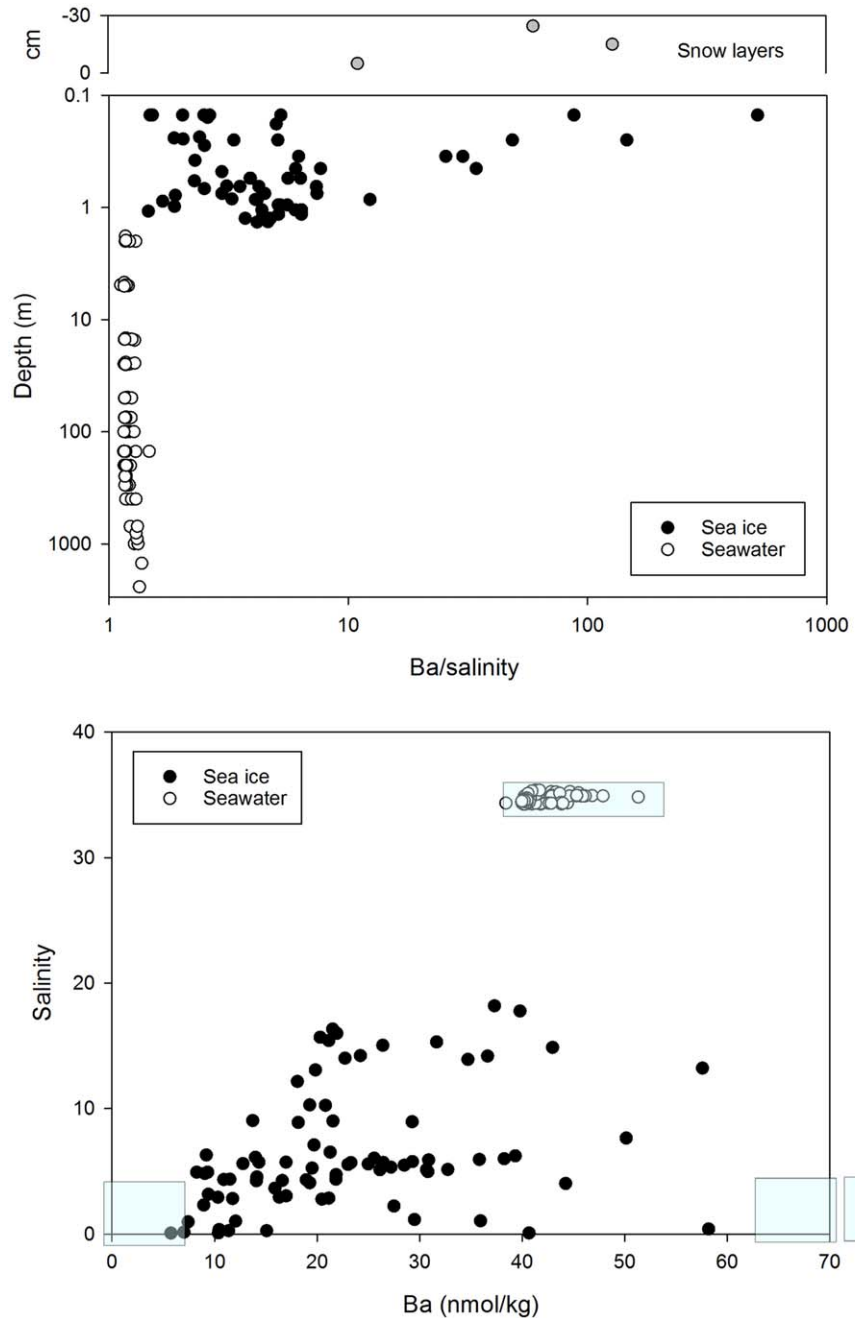 -30
cm
0
Snow layers
0.1
1
10
100
1000
Depth (m)
Sea ice
Seawater
1 10 100 1000
Ba/salinity
40
30
20
10
0
Salinity
Sea ice
Seawater
0 10 20 30 40 50 60 70
Ba (nmol/kg)